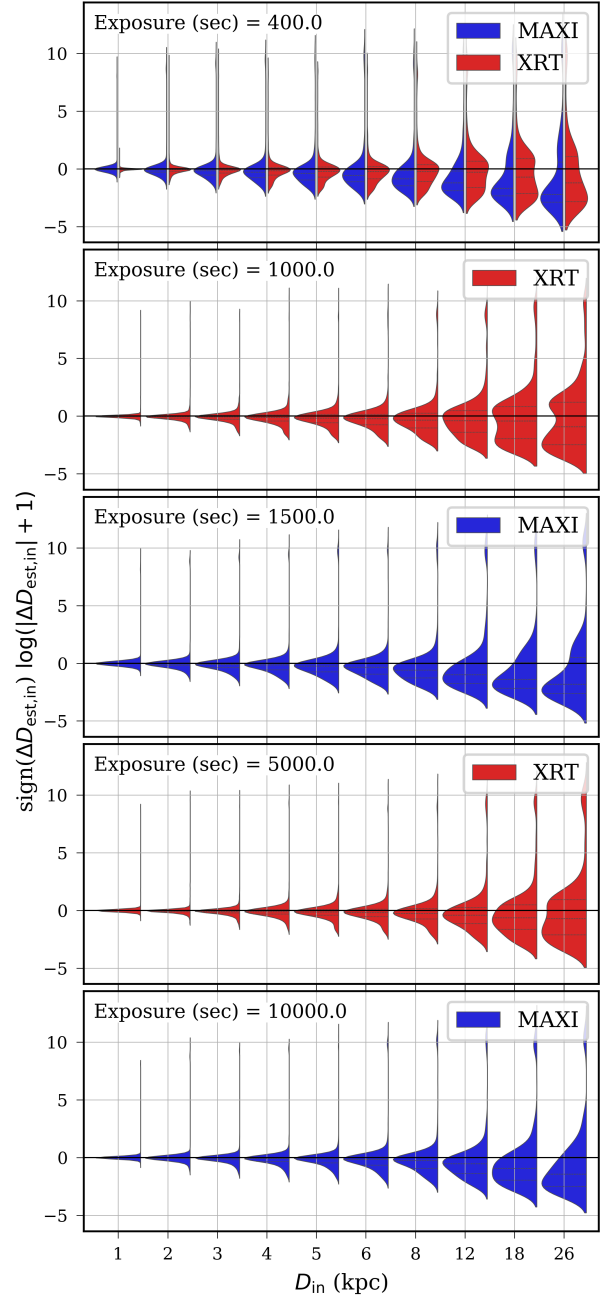 Exposure (sec) = 400.0
MAXI
XRT
10
5
0
−5
Exposure (sec) = 1000.0
XRT
10
5
0
−5
Exposure (sec) = 1500.0
MAXI
10
5
0
−5
sign(ΔD_est,in) log(|ΔD_est,in| + 1)
Exposure (sec) = 5000.0
XRT
10
5
0
−5
Exposure (sec) = 10000.0
MAXI
10
5
0
−5
1 2 3 4 5 6 8 12 18 26
D_in (kpc)